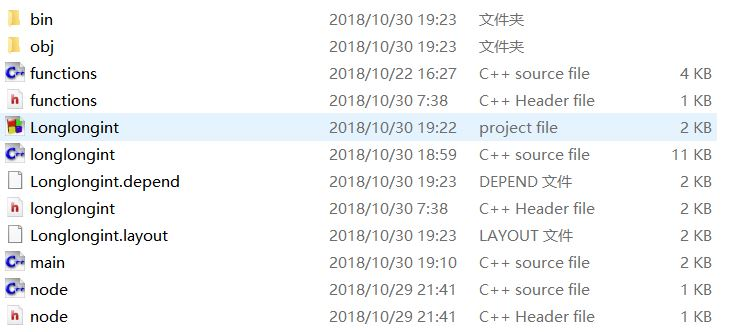 bin 2018/10/30 19:23 文件夹
obj 2018/10/30 19:23 文件夹
functions 2018/10/22 16:27 C++ source file 4 KB
functions 2018/10/30 7:38 C++ Header file 1 KB
Longlongint 2018/10/30 19:22 project file 2 KB
longlongint 2018/10/30 18:59 C++ source file 11 KB
Longlongint.depend 2018/10/30 19:23 DEPEND 文件 2 KB
longlongint 2018/10/30 7:38 C++ Header file 2 KB
Longlongint.layout 2018/10/30 19:23 LAYOUT 文件 2 KB
main 2018/10/30 19:10 C++ source file 2 KB
node 2018/10/29 21:41 C++ source file 1 KB
node 2018/10/29 21:41 C++ Header file 1 KB